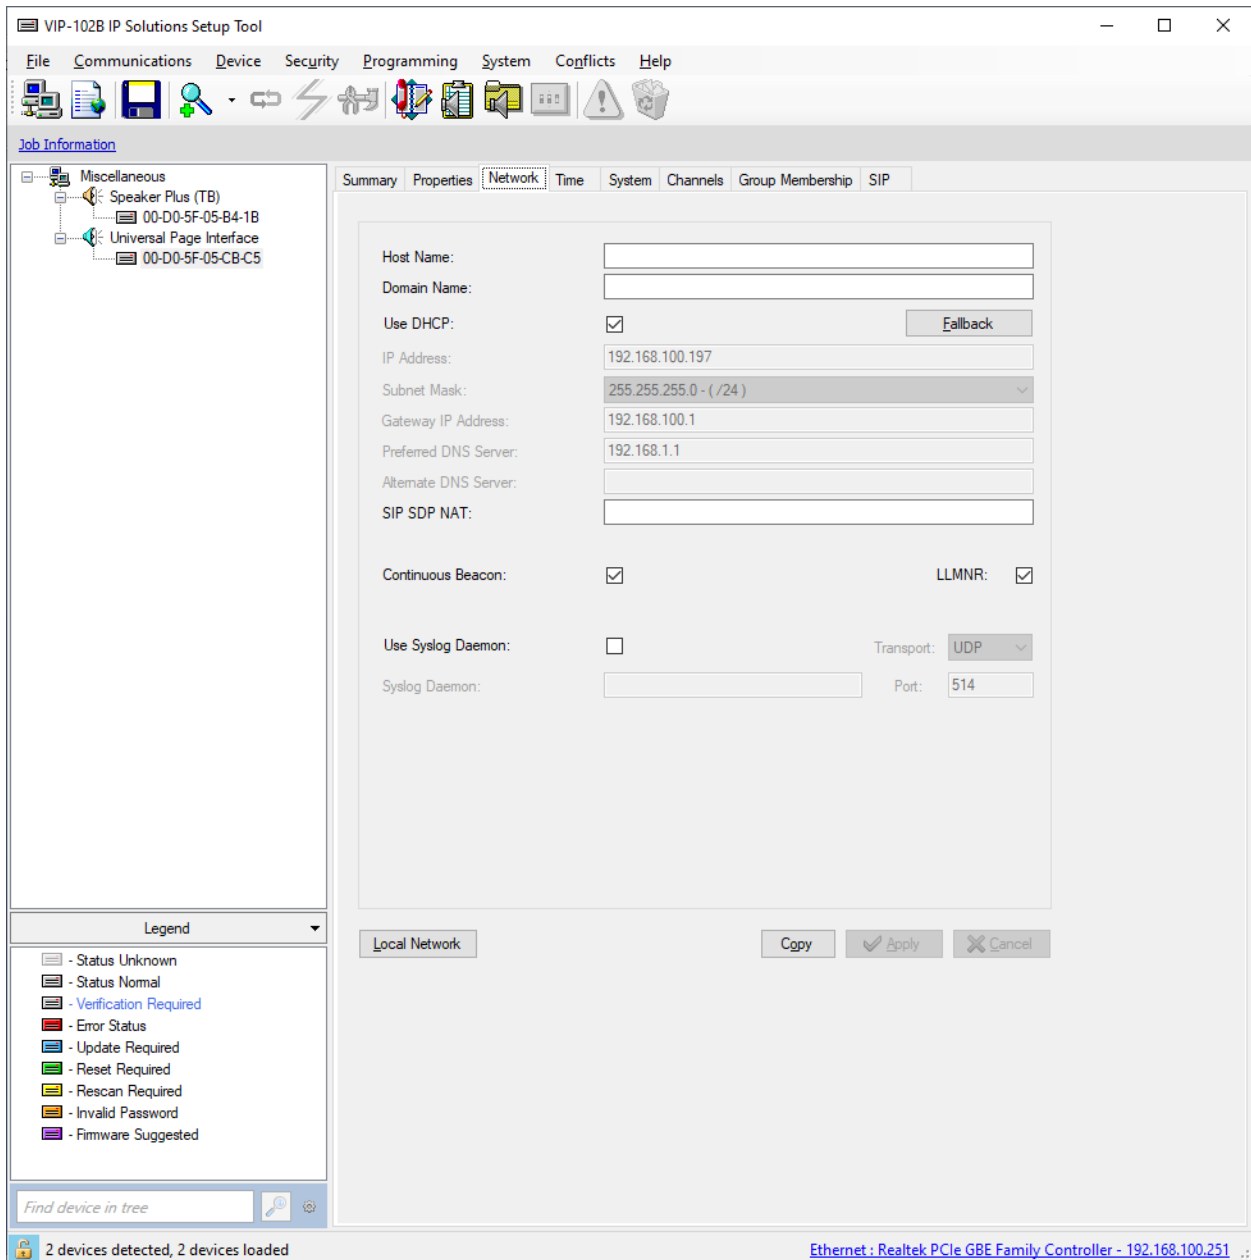 VIP-102B IP Solutions Setup Tool
File Communications Device Security Programming System Conflicts Help
Job Information
Miscellaneous
Speaker Plus (TB)
00-D0-5F-05-B4-1B
Universal Page Interface
00-D0-5F-05-CB-C5
Summary Properties Network Time System Channels Group Membership SIP
Host Name:
Domain Name:
Use DHCP: Fallback
IP Address: 192.168.100.197
Subnet Mask: 255.255.255.0 - ( /24 )
Gateway IP Address: 192.168.100.1
Preferred DNS Server: 192.168.1.1
Alternate DNS Server:
SIP SDP NAT:
Continuous Beacon: LLMNR:
Use Syslog Daemon: Transport: UDP
Syslog Daemon: Port: 514
Local Network Copy Apply Cancel
Legend
- Status Unknown
- Status Normal
- Verification Required
- Error Status
- Update Required
- Reset Required
- Rescan Required
- Invalid Password
- Firmware Suggested
Find device in tree
2 devices detected, 2 devices loaded Ethernet : Realtek PCIe GBE Family Controller - 192.168.100.251